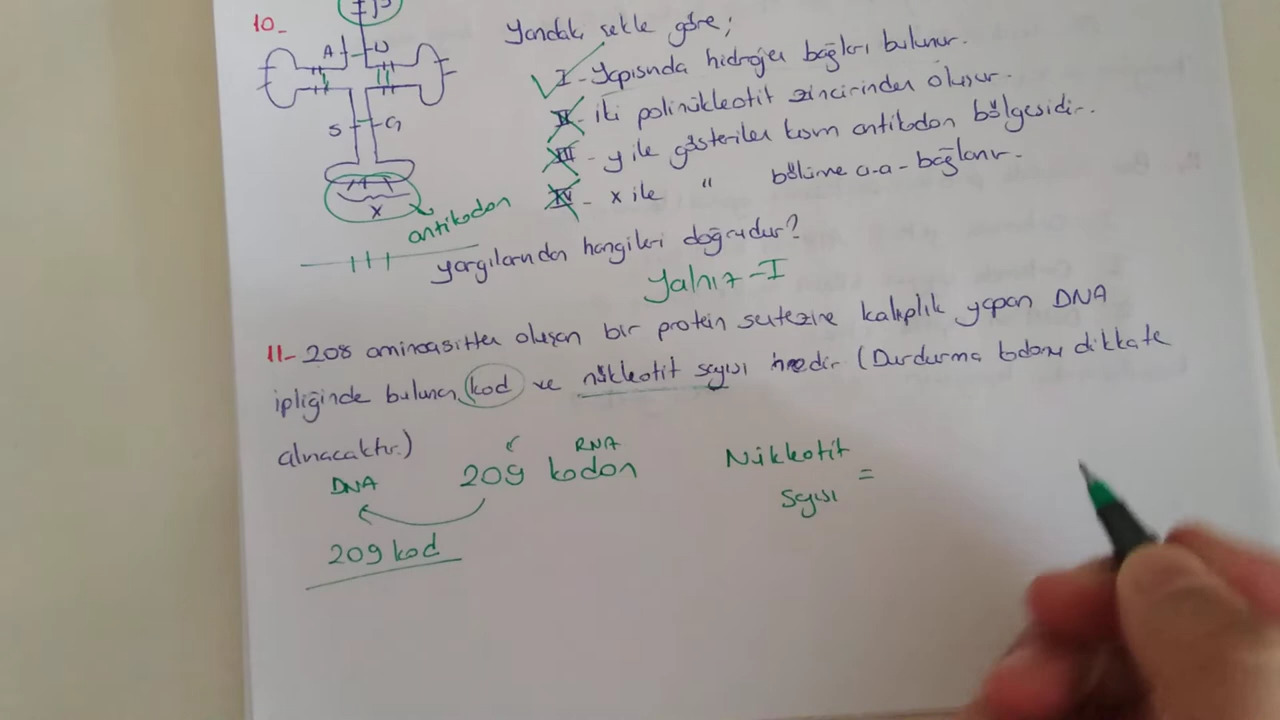 10_
Yandaki şekle göre;
A U
I- Yapısında hidrojen bağları bulunur.
II- iki polinükleotit zincirinden oluşur.
S G
III- y ile gösterilen kısım antikodon bölgesidir.
IV- x ile " bölüme a.a- bağlanır.
X
antikodon
yargılarından hangileri doğrudur?
Yalnız-I
11- 208 aminoasitten oluşan bir protein sentezine kalıplık yapan DNA
ipliğinde bulunan kod ve nükleotit sayısı nedir (Durdurma kodonu dikkate
alınacaktır.)
DNA 209 kodon RNA
209 kod
Nükleotit
sayısı =